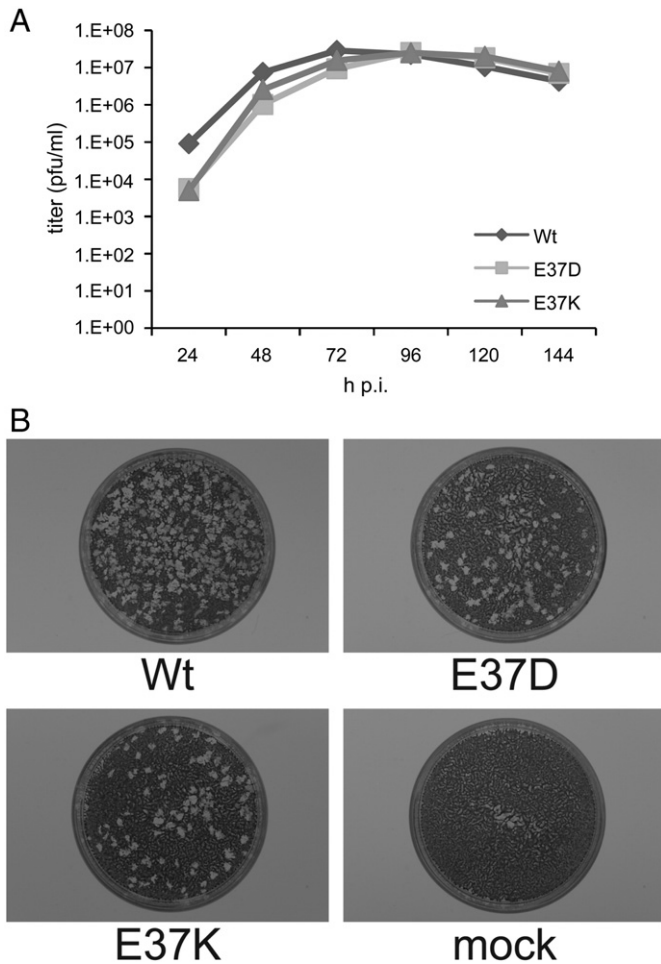 A
1.E+08
1.E+07
1.E+06
1.E+05
1.E+04
1.E+03
1.E+02
1.E+01
1.E+00
titer (pfu/ml)
Wt
E37D
E37K
24 48 72 96 120 144
h p.i.
B
Wt E37D
E37K mock